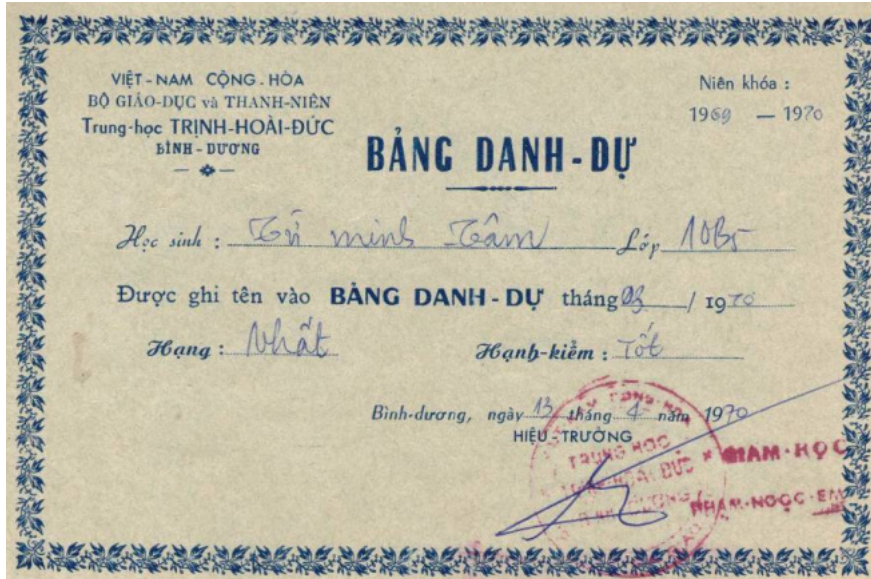 VIỆT-NAM CỘNG-HÒA
BỘ GIÁO-DỤC và THANH-NIÊN
Trung-học TRỊNH-HOÀI-ĐỨC
BÌNH-DƯƠNG
Niên khóa :
1969 — 1970
BẢNG DANH-DỰ
Học sinh : minh Tâm Lớp 10B5
Được ghi tên vào BẢNG DANH-DỰ tháng 03 / 1970
Hạng : Nhất Hạnh-kiểm : Tốt
Bình-dương, ngày 13 tháng 4 năm 1970
HIỆU-TRƯỞNG
TRUNG HỌC
GIÁM-HỌC
PHẠM-NGỌC-EM